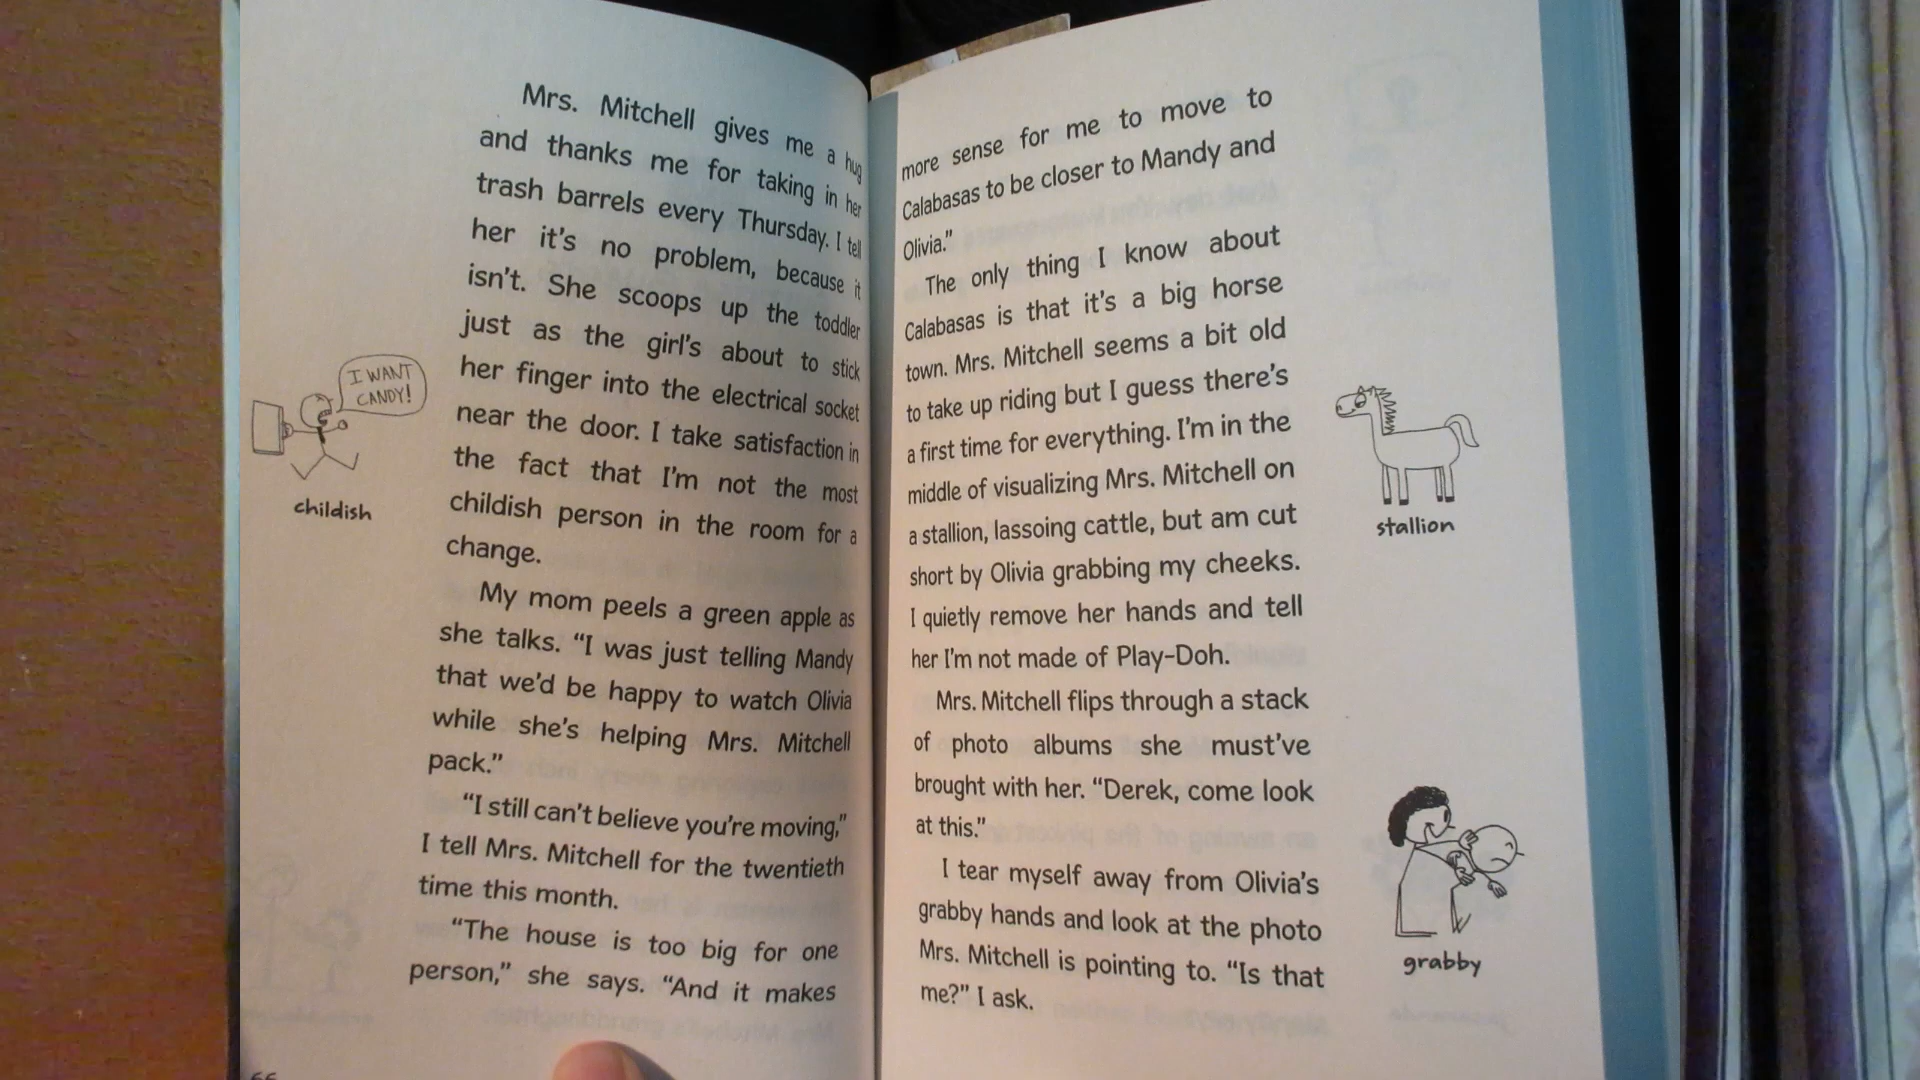 Mrs. Mitchell gives me a hug
and thanks me for taking in her
trash barrels every Thursday. I tell
her it's no problem, because it
isn't. She scoops up the toddler
just as the girl's about to stick
her finger into the electrical socket
near the door. I take satisfaction in
the fact that I'm not the most
childish person in the room for a
change.
My mom peels a green apple as
she talks. “I was just telling Mandy
that we'd be happy to watch Olivia
while she's helping Mrs. Mitchell
pack.”
“I still can't believe you're moving,”
I tell Mrs. Mitchell for the twentieth
time this month.
“The house is too big for one
person,” she says. “And it makes
I WANT
CANDY!
childish
more sense for me to move to
Calabasas to be closer to Mandy and
Olivia.”
The only thing I know about
Calabasas is that it's a big horse
town. Mrs. Mitchell seems a bit old
to take up riding but I guess there's
a first time for everything. I'm in the
middle of visualizing Mrs. Mitchell on
a stallion, lassoing cattle, but am cut
short by Olivia grabbing my cheeks.
I quietly remove her hands and tell
her I'm not made of Play-Doh.
Mrs. Mitchell flips through a stack
of photo albums she must've
brought with her. “Derek, come look
at this.”
I tear myself away from Olivia's
grabby hands and look at the photo
Mrs. Mitchell is pointing to. “Is that
me?” I ask.
stallion
grabby